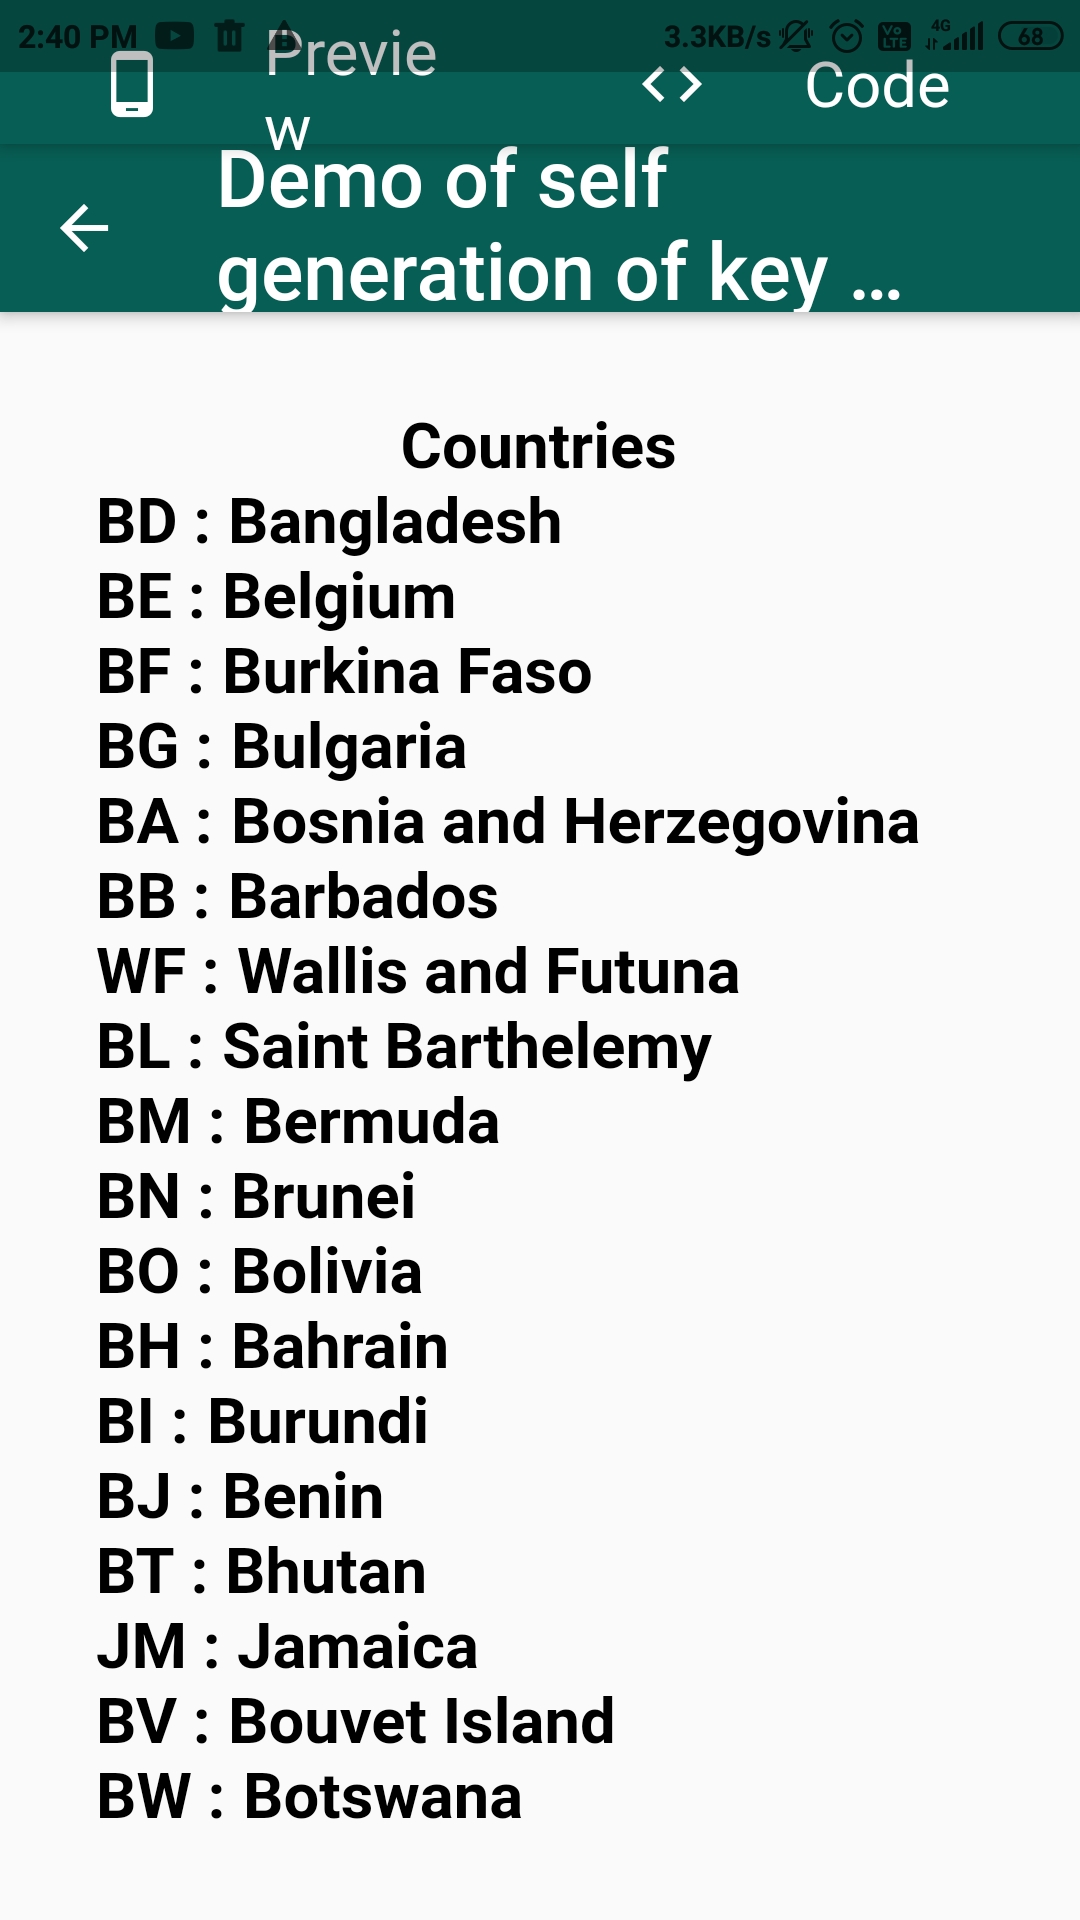 2:40 PM 3.3KB/s VoLTE 4G 68
Preview Code
Demo of self
generation of key ...
Countries
BD : Bangladesh
BE : Belgium
BF : Burkina Faso
BG : Bulgaria
BA : Bosnia and Herzegovina
BB : Barbados
WF : Wallis and Futuna
BL : Saint Barthelemy
BM : Bermuda
BN : Brunei
BO : Bolivia
BH : Bahrain
BI : Burundi
BJ : Benin
BT : Bhutan
JM : Jamaica
BV : Bouvet Island
BW : Botswana